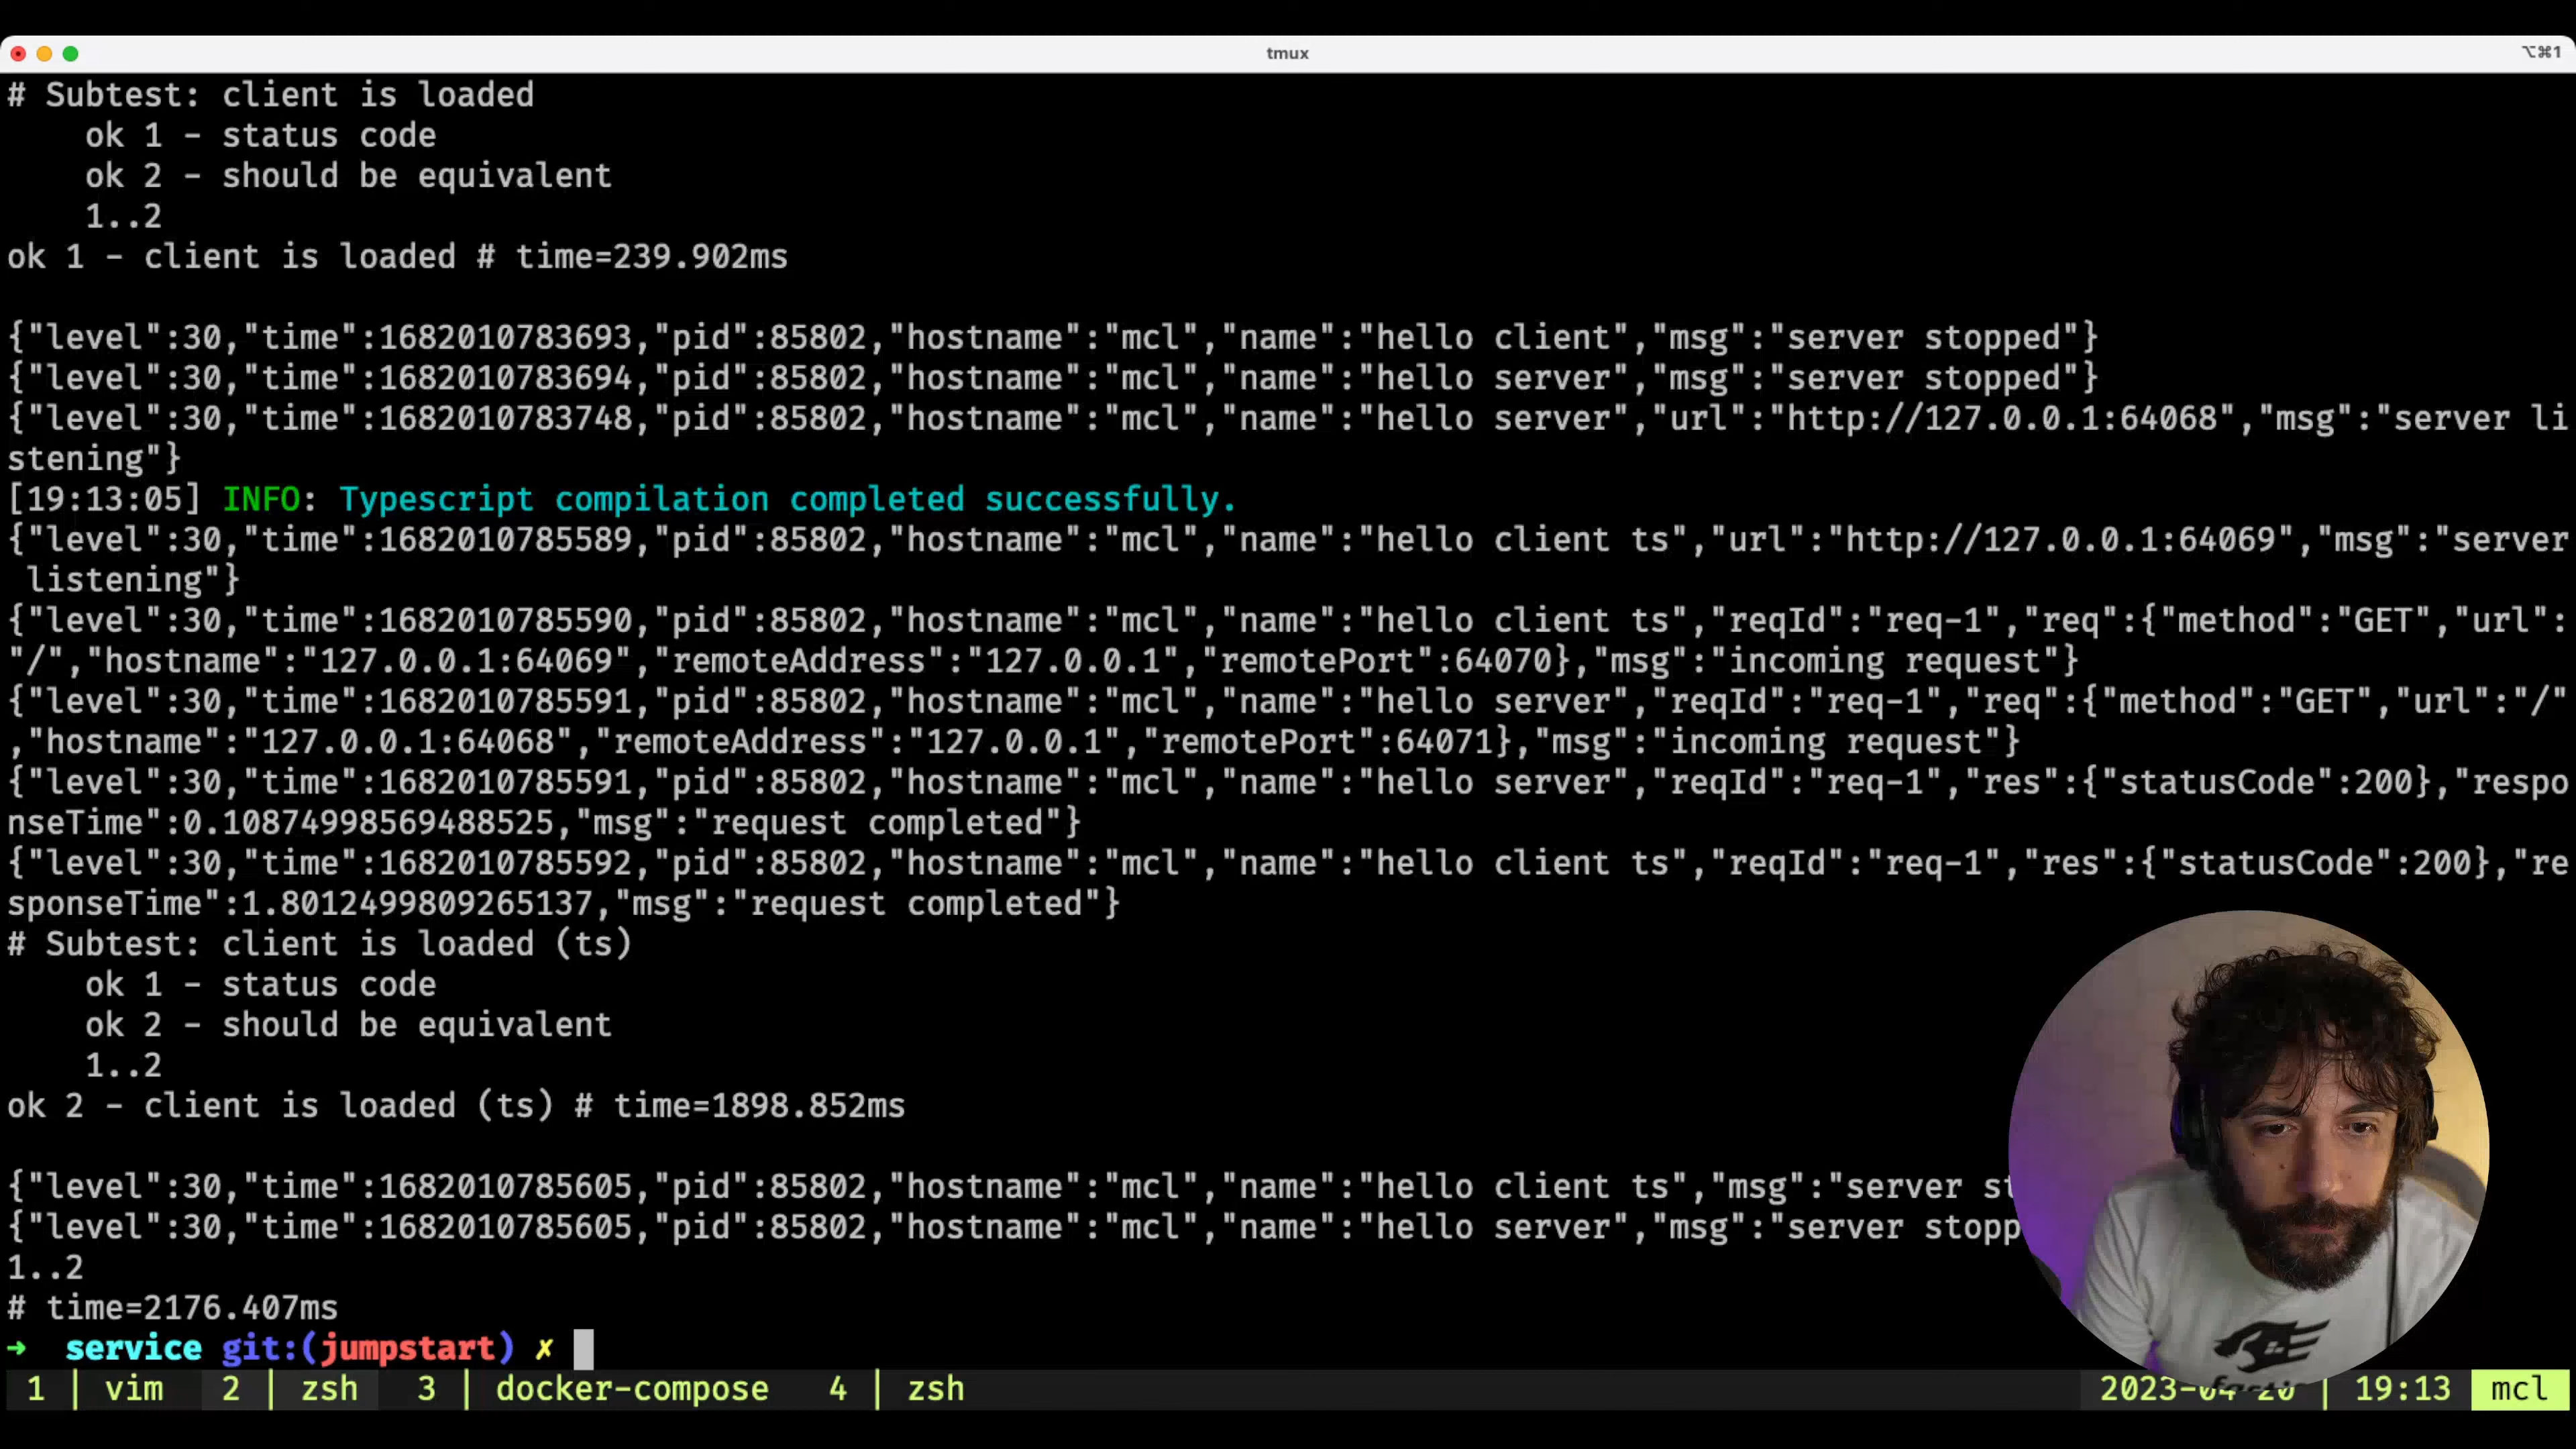 tmux
⌥⌘1
# Subtest: client is loaded
    ok 1 - status code
    ok 2 - should be equivalent
    1..2
ok 1 - client is loaded # time=239.902ms
{"level":30,"time":1682010783693,"pid":85802,"hostname":"mcl","name":"hello client","msg":"server stopped"}
{"level":30,"time":1682010783694,"pid":85802,"hostname":"mcl","name":"hello server","msg":"server stopped"}
{"level":30,"time":1682010783748,"pid":85802,"hostname":"mcl","name":"hello server","url":"http://127.0.0.1:64068","msg":"server li
stening"}
[19:13:05] INFO: Typescript compilation completed successfully.
{"level":30,"time":1682010785589,"pid":85802,"hostname":"mcl","name":"hello client ts","url":"http://127.0.0.1:64069","msg":"server
 listening"}
{"level":30,"time":1682010785590,"pid":85802,"hostname":"mcl","name":"hello client ts","reqId":"req-1","req":{"method":"GET","url":
"/","hostname":"127.0.0.1:64069","remoteAddress":"127.0.0.1","remotePort":64070},"msg":"incoming request"}
{"level":30,"time":1682010785591,"pid":85802,"hostname":"mcl","name":"hello server","reqId":"req-1","req":{"method":"GET","url":"/"
,"hostname":"127.0.0.1:64068","remoteAddress":"127.0.0.1","remotePort":64071},"msg":"incoming request"}
{"level":30,"time":1682010785591,"pid":85802,"hostname":"mcl","name":"hello server","reqId":"req-1","res":{"statusCode":200},"respo
nseTime":0.10874998569488525,"msg":"request completed"}
{"level":30,"time":1682010785592,"pid":85802,"hostname":"mcl","name":"hello client ts","reqId":"req-1","res":{"statusCode":200},"re
sponseTime":1.8012499809265137,"msg":"request completed"}
# Subtest: client is loaded (ts)
    ok 1 - status code
    ok 2 - should be equivalent
    1..2
ok 2 - client is loaded (ts) # time=1898.852ms
{"level":30,"time":1682010785605,"pid":85802,"hostname":"mcl","name":"hello client ts","msg":"server st
{"level":30,"time":1682010785605,"pid":85802,"hostname":"mcl","name":"hello server","msg":"server stopp
1..2
# time=2176.407ms
→ service git:(jumpstart) ✗
1 | vim 2 | zsh 3 | docker-compose 4 | zsh 2023-04-20 | 19:13 mcl